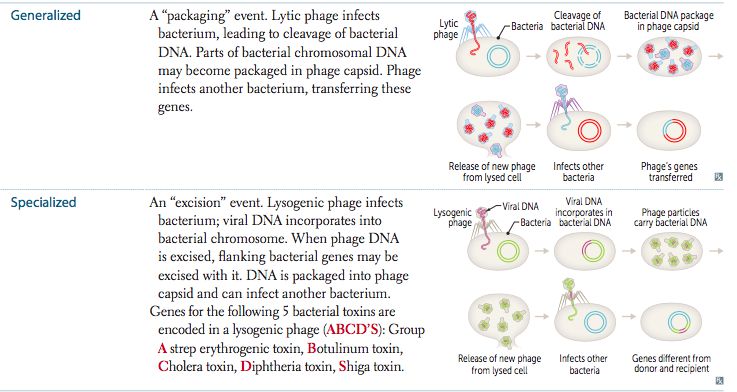 Generalized
A “packaging” event. Lytic phage infects
bacterium, leading to cleavage of bacterial
DNA. Parts of bacterial chromosomal DNA
may become packaged in phage capsid. Phage
infects another bacterium, transferring these
genes.
Lytic
phage
Bacteria
Cleavage of
bacterial DNA
Bacterial DNA package
in phage capsid
Release of new phage
from lysed cell
Infects other
bacteria
Phage’s genes
transferred
Specialized
An “excision” event. Lysogenic phage infects
bacterium; viral DNA incorporates into
bacterial chromosome. When phage DNA
is excised, flanking bacterial genes may be
excised with it. DNA is packaged into phage
capsid and can infect another bacterium.
Genes for the following 5 bacterial toxins are
encoded in a lysogenic phage (ABCD’S): Group
A strep erythrogenic toxin, Botulinum toxin,
Cholera toxin, Diphtheria toxin, Shiga toxin.
Lysogenic
phage
Viral DNA
Bacteria
Viral DNA
incorporates in
bacterial DNA
Phage particles
carry bacterial DNA
Release of new phage
from lysed cell
Infects other
bacteria
Genes different from
donor and recipient